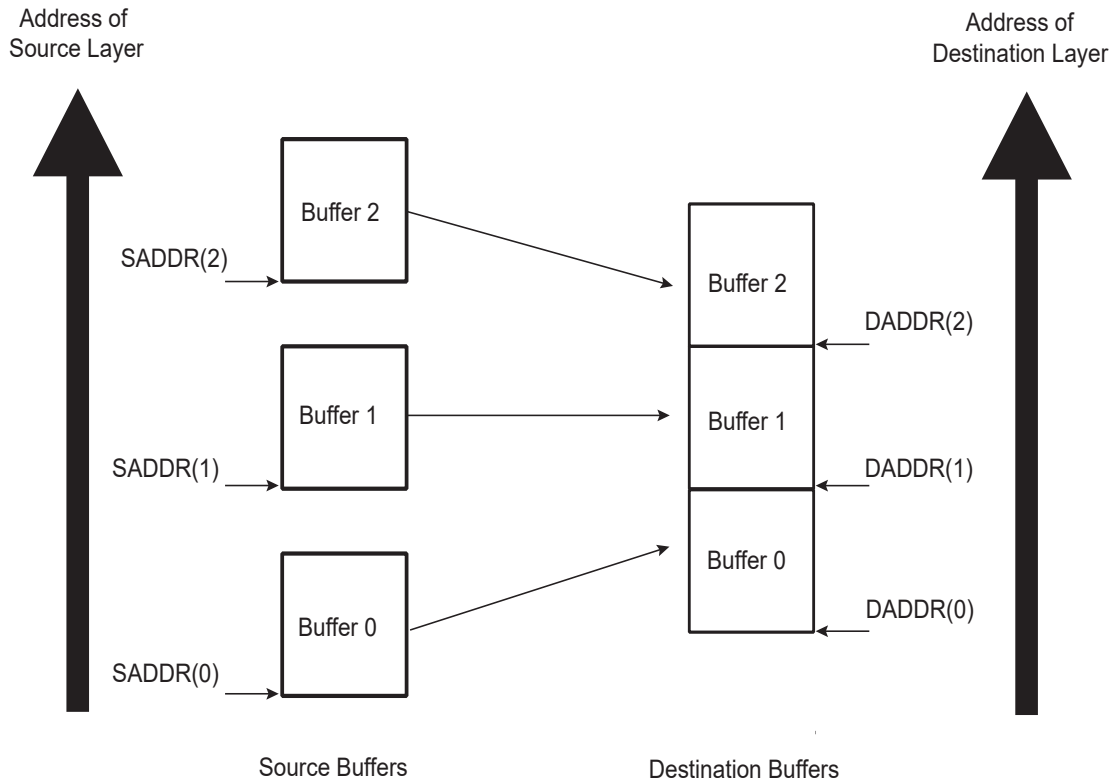 Address of
Source Layer
Address of
Destination Layer
Buffer 2
SADDR(2)
Buffer 2
DADDR(2)
Buffer 1
Buffer 1
SADDR(1)
DADDR(1)
Buffer 0
Buffer 0
DADDR(0)
SADDR(0)
Source Buffers
Destination Buffers